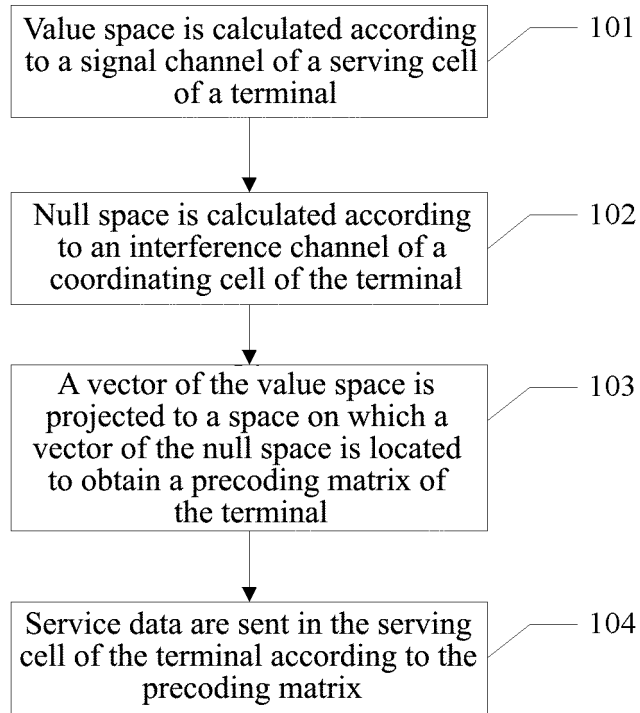 Value space is calculated according
to a signal channel of a serving cell
of a terminal
101
Null space is calculated according
to an interference channel of a
coordinating cell of the terminal
102
A vector of the value space is
projected to a space on which a
vector of the null space is located
to obtain a precoding matrix of
the terminal
103
Service data are sent in the serving
cell of the terminal according to the
precoding matrix
104